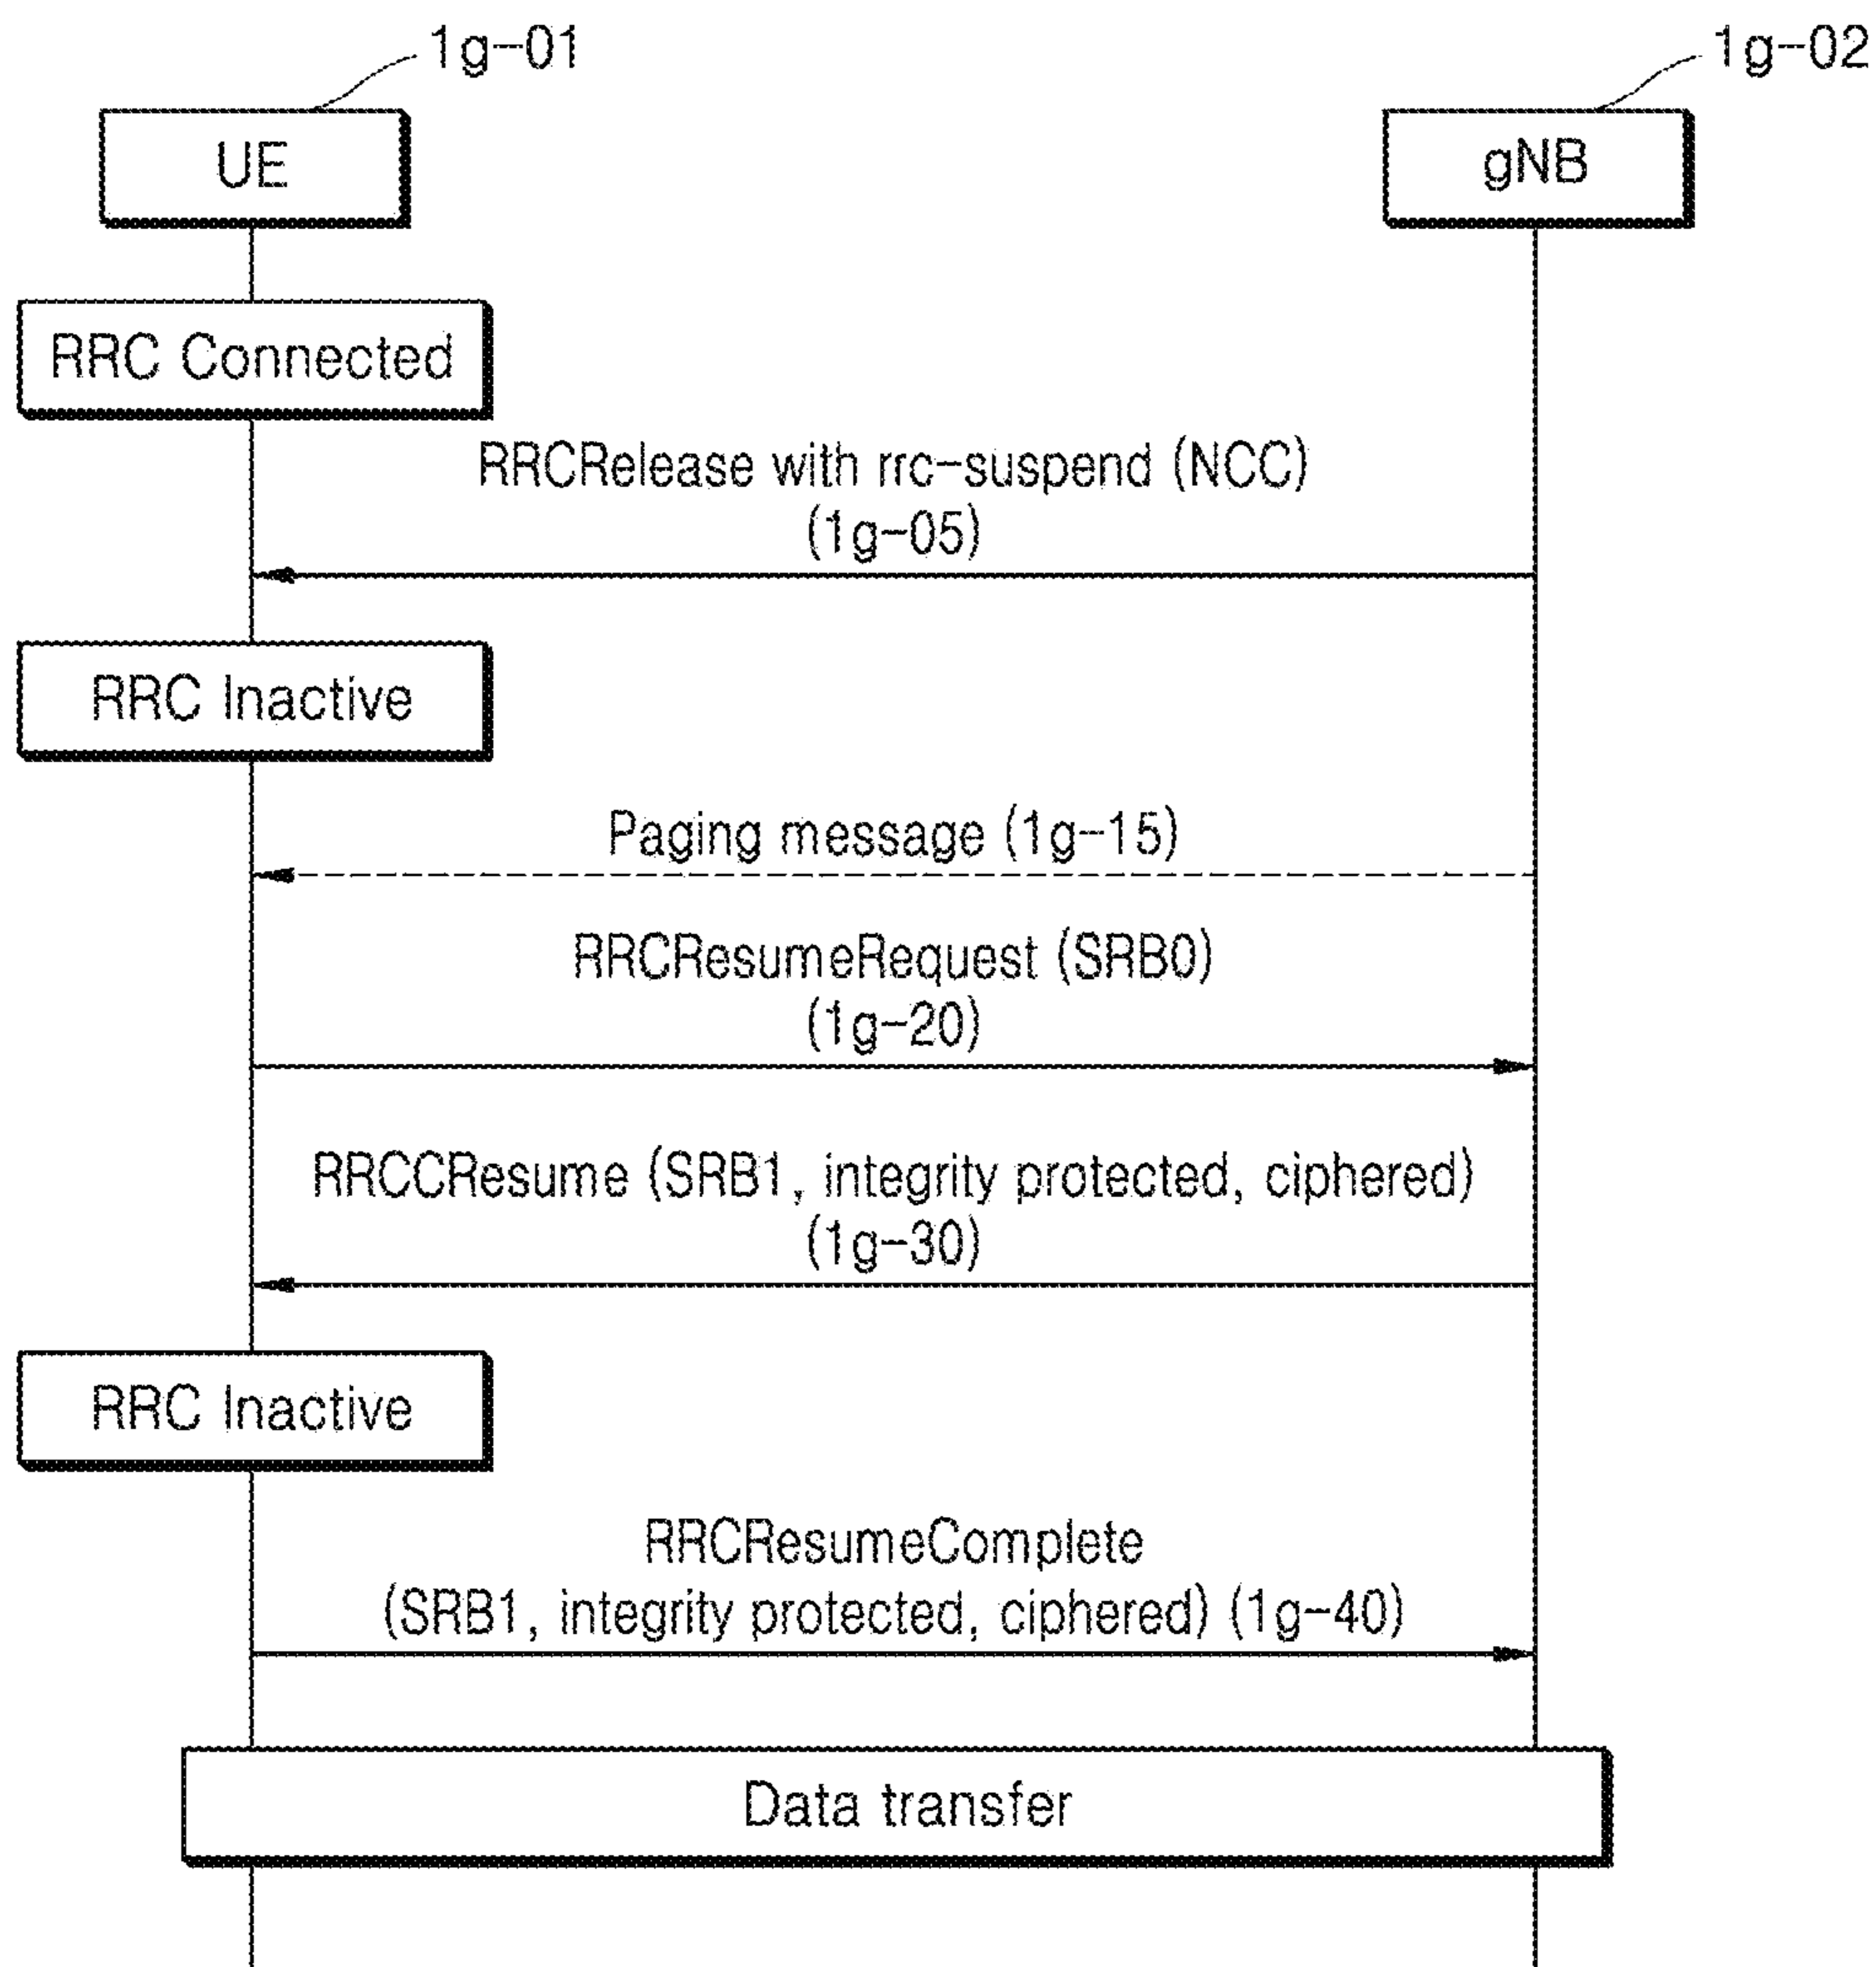 1g-01
1g-02
UE
gNB
RRC Connected
RRCRelease with rrc-suspend (NCC)
(1g-05)
RRC Inactive
Paging message (1g-15)
RRCResumeRequest (SRB0)
(1g-20)
RRCCResume (SRB1, integrity protected, ciphered)
(1g-30)
RRC Inactive
RRCResumeComplete
(SRB1, integrity protected, ciphered) (1g-40)
Data transfer